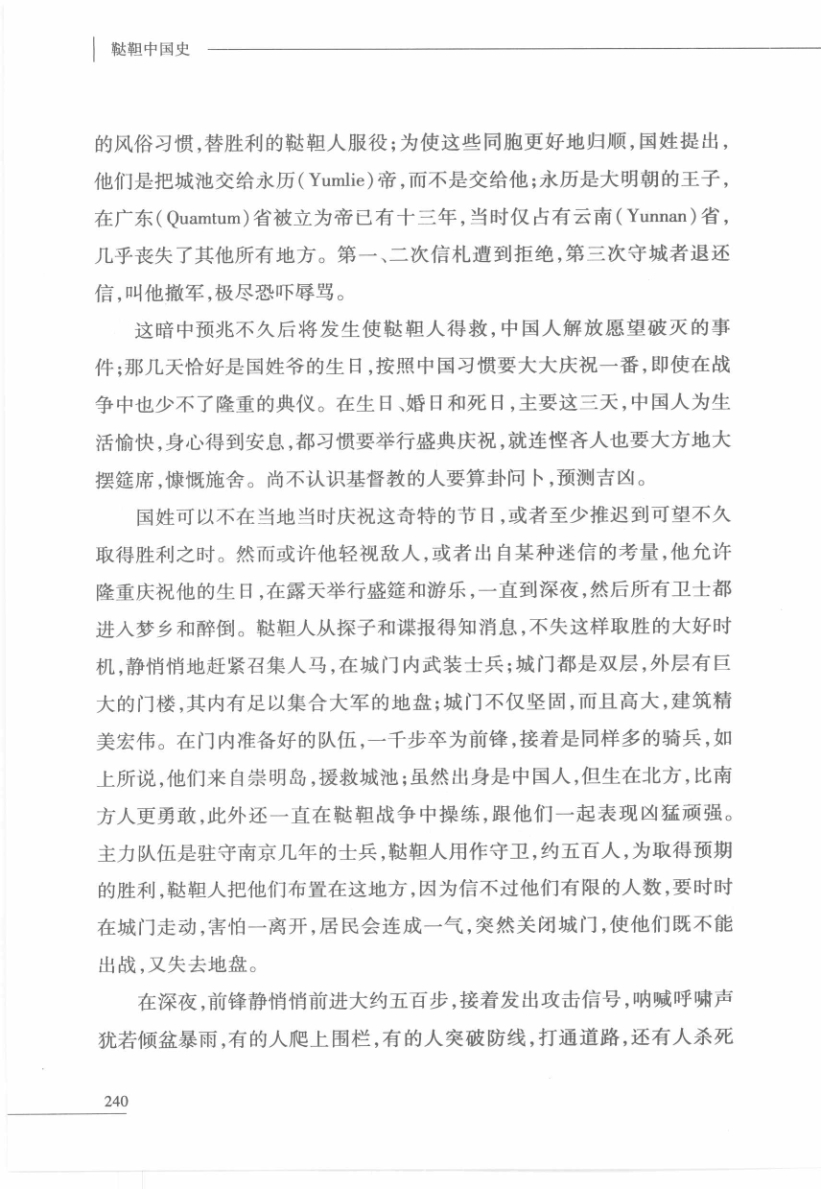 鞑靼中国史
的风俗习惯,替胜利的鞑靼人服役;为使这些同胞更好地归顺,国姓提出,
他们是把城池交给永历(Yumlie)帝,而不是交给他;永历是大明朝的王子,
在广东(Quamtum)省被立为帝已有十三年,当时仅占有云南(Yunnan)省,
几乎丧失了其他所有地方。第一、二次信札遭到拒绝,第三次守城者退还
信,叫他撤军,极尽恐吓辱骂。
这暗中预兆不久后将发生使鞑靼人得救,中国人解放愿望破灭的事
件;那几天恰好是国姓爷的生日,按照中国习惯要大大庆祝一番,即使在战
争中也少不了隆重的典仪。在生日、婚日和死日,主要这三天,中国人为生
活愉快,身心得到安息,都习惯要举行盛典庆祝,就连悭吝人也要大方地大
摆筵席,慷慨施舍。尚不认识基督教的人要算卦问卜,预测吉凶。
国姓可以不在当地当时庆祝这奇特的节日,或者至少推迟到可望不久
取得胜利之时。然而或许他轻视敌人,或者出自某种迷信的考量,他允许
隆重庆祝他的生日,在露天举行盛筵和游乐,一直到深夜,然后所有卫士都
进入梦乡和醉倒。鞑靼人从探子和谍报得知消息,不失这样取胜的大好时
机,静悄悄地赶紧召集人马,在城门内武装士兵;城门都是双层,外层有巨
大的门楼,其内有足以集合大军的地盘;城门不仅坚固,而且高大,建筑精
美宏伟。在门内准备好的队伍,一千步卒为前锋,接着是同样多的骑兵,如
上所说,他们来自崇明岛,援救城池;虽然出身是中国人,但生在北方,比南
方人更勇敢,此外还一直在鞑靼战争中操练,跟他们一起表现凶猛顽强。
主力队伍是驻守南京几年的士兵,鞑靼人用作守卫,约五百人,为取得预期
的胜利,鞑靼人把他们布置在这地方,因为信不过他们有限的人数,要时时
在城门走动,害怕一离开,居民会连成一气,突然关闭城门,使他们既不能
出战,又失去地盘。
在深夜,前锋静悄悄前进大约五百步,接着发出攻击信号,呐喊呼啸声
犹若倾盆暴雨,有的人爬上围栏,有的人突破防线,打通道路,还有人杀死
240